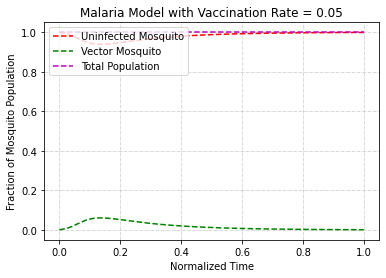 Malaria Model with Vaccination Rate = 0.05
Fraction of Mosquito Population
1.0
0.8
0.6
0.4
0.2
0.0
Uninfected Mosquito
Vector Mosquito
Total Population
0.0 0.2 0.4 0.6 0.8 1.0
Normalized Time